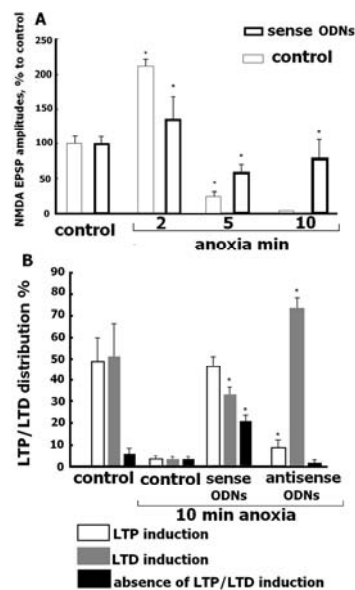 A
sense ODNs
control
NMDA EPSP amplitudes, % to control
250
200
150
100
50
0
control
2
5
10
anoxia min
B
LTP/LTD distribution %
90
80
70
60
50
40
30
20
10
0
control
control
sense
ODNs
antisense
ODNs
10 min anoxia
LTP induction
LTD induction
absence of LTP/LTD induction